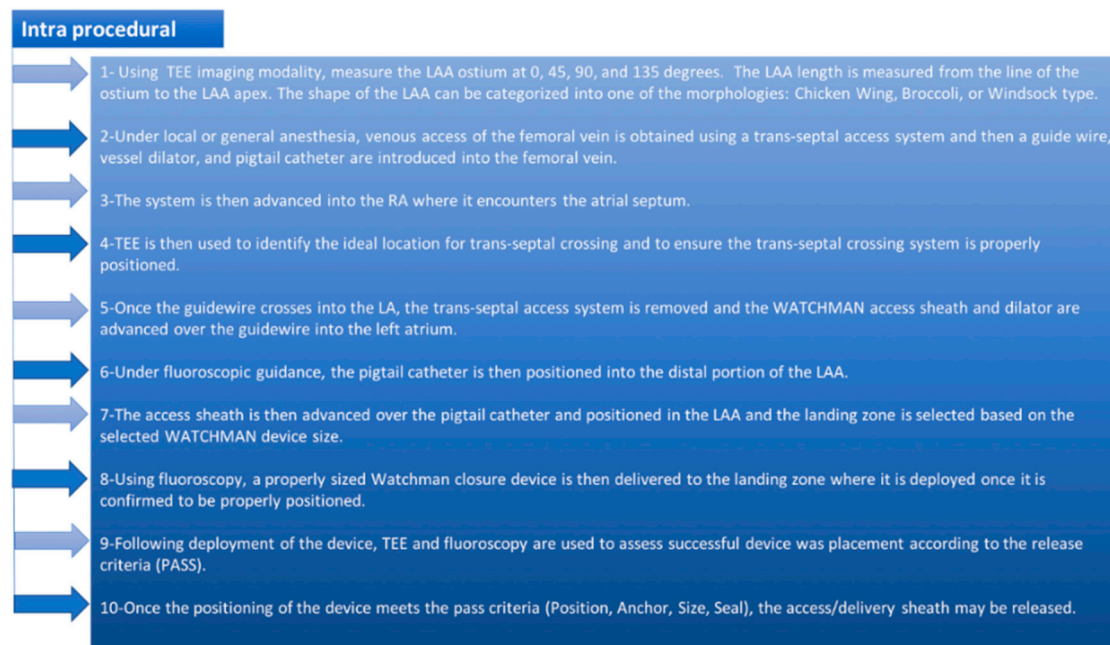 Intra procedural
1- Using TEE imaging modality, measure the LAA ostium at 0, 45, 90, and 135 degrees. The LAA length is measured from the line of the
ostium to the LAA apex. The shape of the LAA can be categorized into one of the morphologies: Chicken Wing, Broccoli, or Windsock type.
2-Under local or general anesthesia, venous access of the femoral vein is obtained using a trans-septal access system and then a guide wire,
vessel dilator, and pigtail catheter are introduced into the femoral vein.
3-The system is then advanced into the RA where it encounters the atrial septum.
4-TEE is then used to identify the ideal location for trans-septal crossing and to ensure the trans-septal crossing system is properly
positioned.
5-Once the guidewire crosses into the LA, the trans-septal access system is removed and the WATCHMAN access sheath and dilator are
advanced over the guidewire into the left atrium.
6-Under fluoroscopic guidance, the pigtail catheter is then positioned into the distal portion of the LAA.
7-The access sheath is then advanced over the pigtail catheter and positioned in the LAA and the landing zone is selected based on the
selected WATCHMAN device size.
8-Using fluoroscopy, a properly sized Watchman closure device is then delivered to the landing zone where it is deployed once it is
confirmed to be properly positioned.
9-Following deployment of the device, TEE and fluoroscopy are used to assess successful device was placement according to the release
criteria (PASS).
10-Once the positioning of the device meets the pass criteria (Position, Anchor, Size, Seal), the access/delivery sheath may be released.